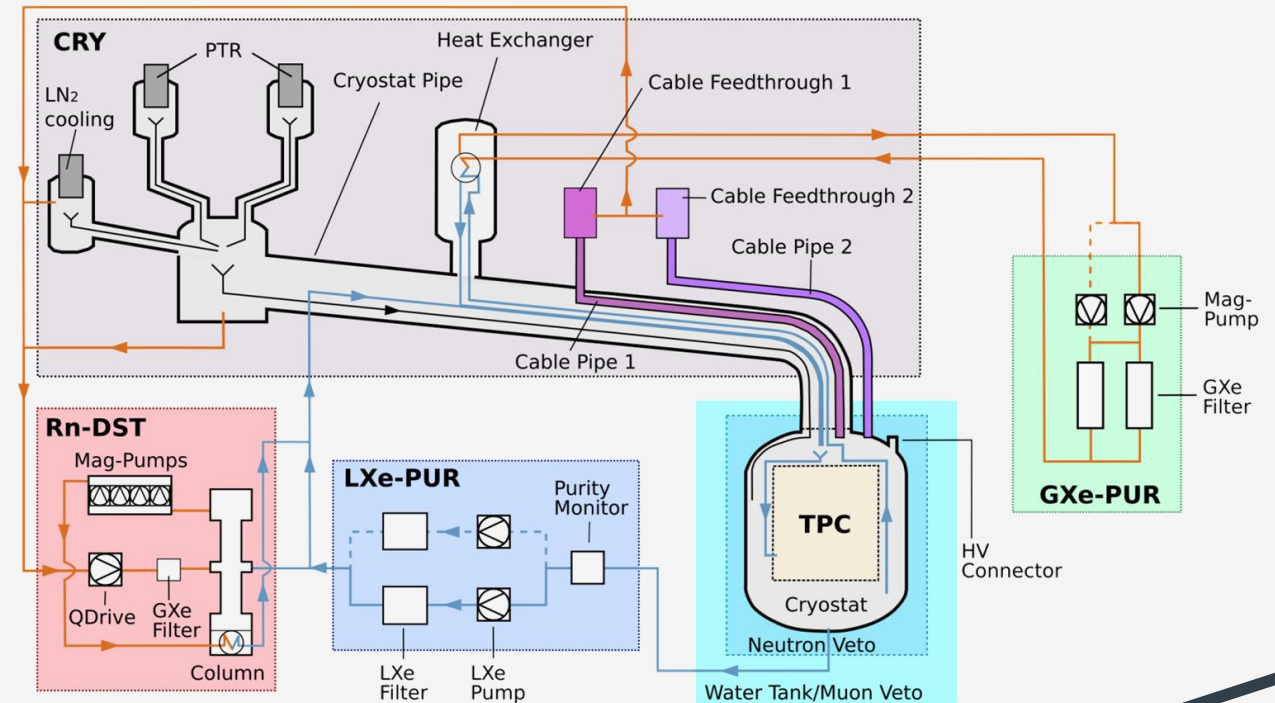 CRY
PTR
Heat Exchanger
Cryostat Pipe
Cable Feedthrough 1
LN₂
cooling
Cable Feedthrough 2
Cable Pipe 2
Cable Pipe 1
Mag-
Pump
GXe
Filter
GXe-PUR
Rn-DST
Mag-Pumps
QDrive
GXe
Filter
Column
LXe-PUR
Purity
Monitor
LXe
Filter
LXe
Pump
TPC
Cryostat
Neutron Veto
Water Tank/Muon Veto
HV
Connector